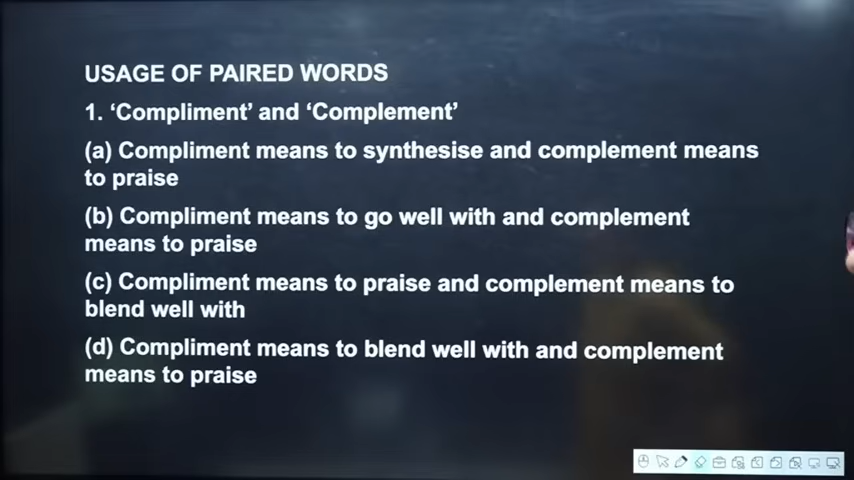 USAGE OF PAIRED WORDS
1. ‘Compliment’ and ‘Complement’
(a) Compliment means to synthesise and complement means
to praise
(b) Compliment means to go well with and complement
means to praise
(c) Compliment means to praise and complement means to
blend well with
(d) Compliment means to blend well with and complement
means to praise